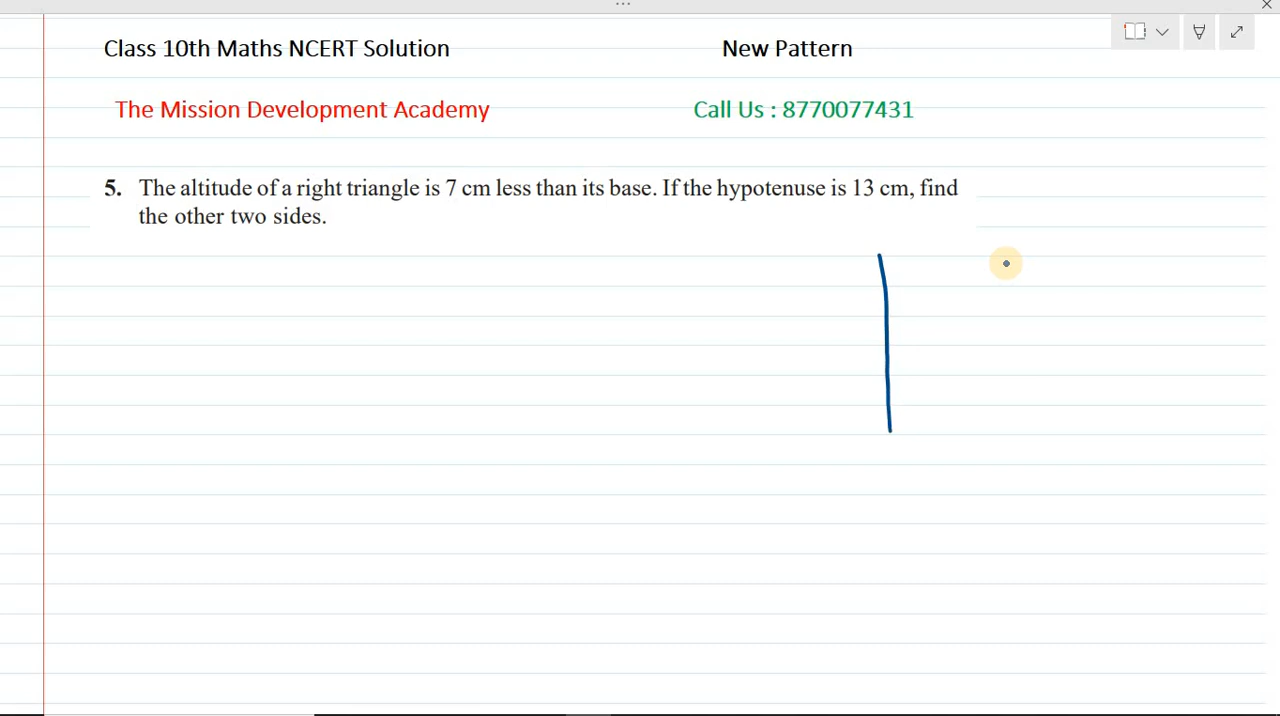 Class 10th Maths NCERT Solution New Pattern
The Mission Development Academy Call Us : 8770077431
5. The altitude of a right triangle is 7 cm less than its base. If the hypotenuse is 13 cm, find
the other two sides.